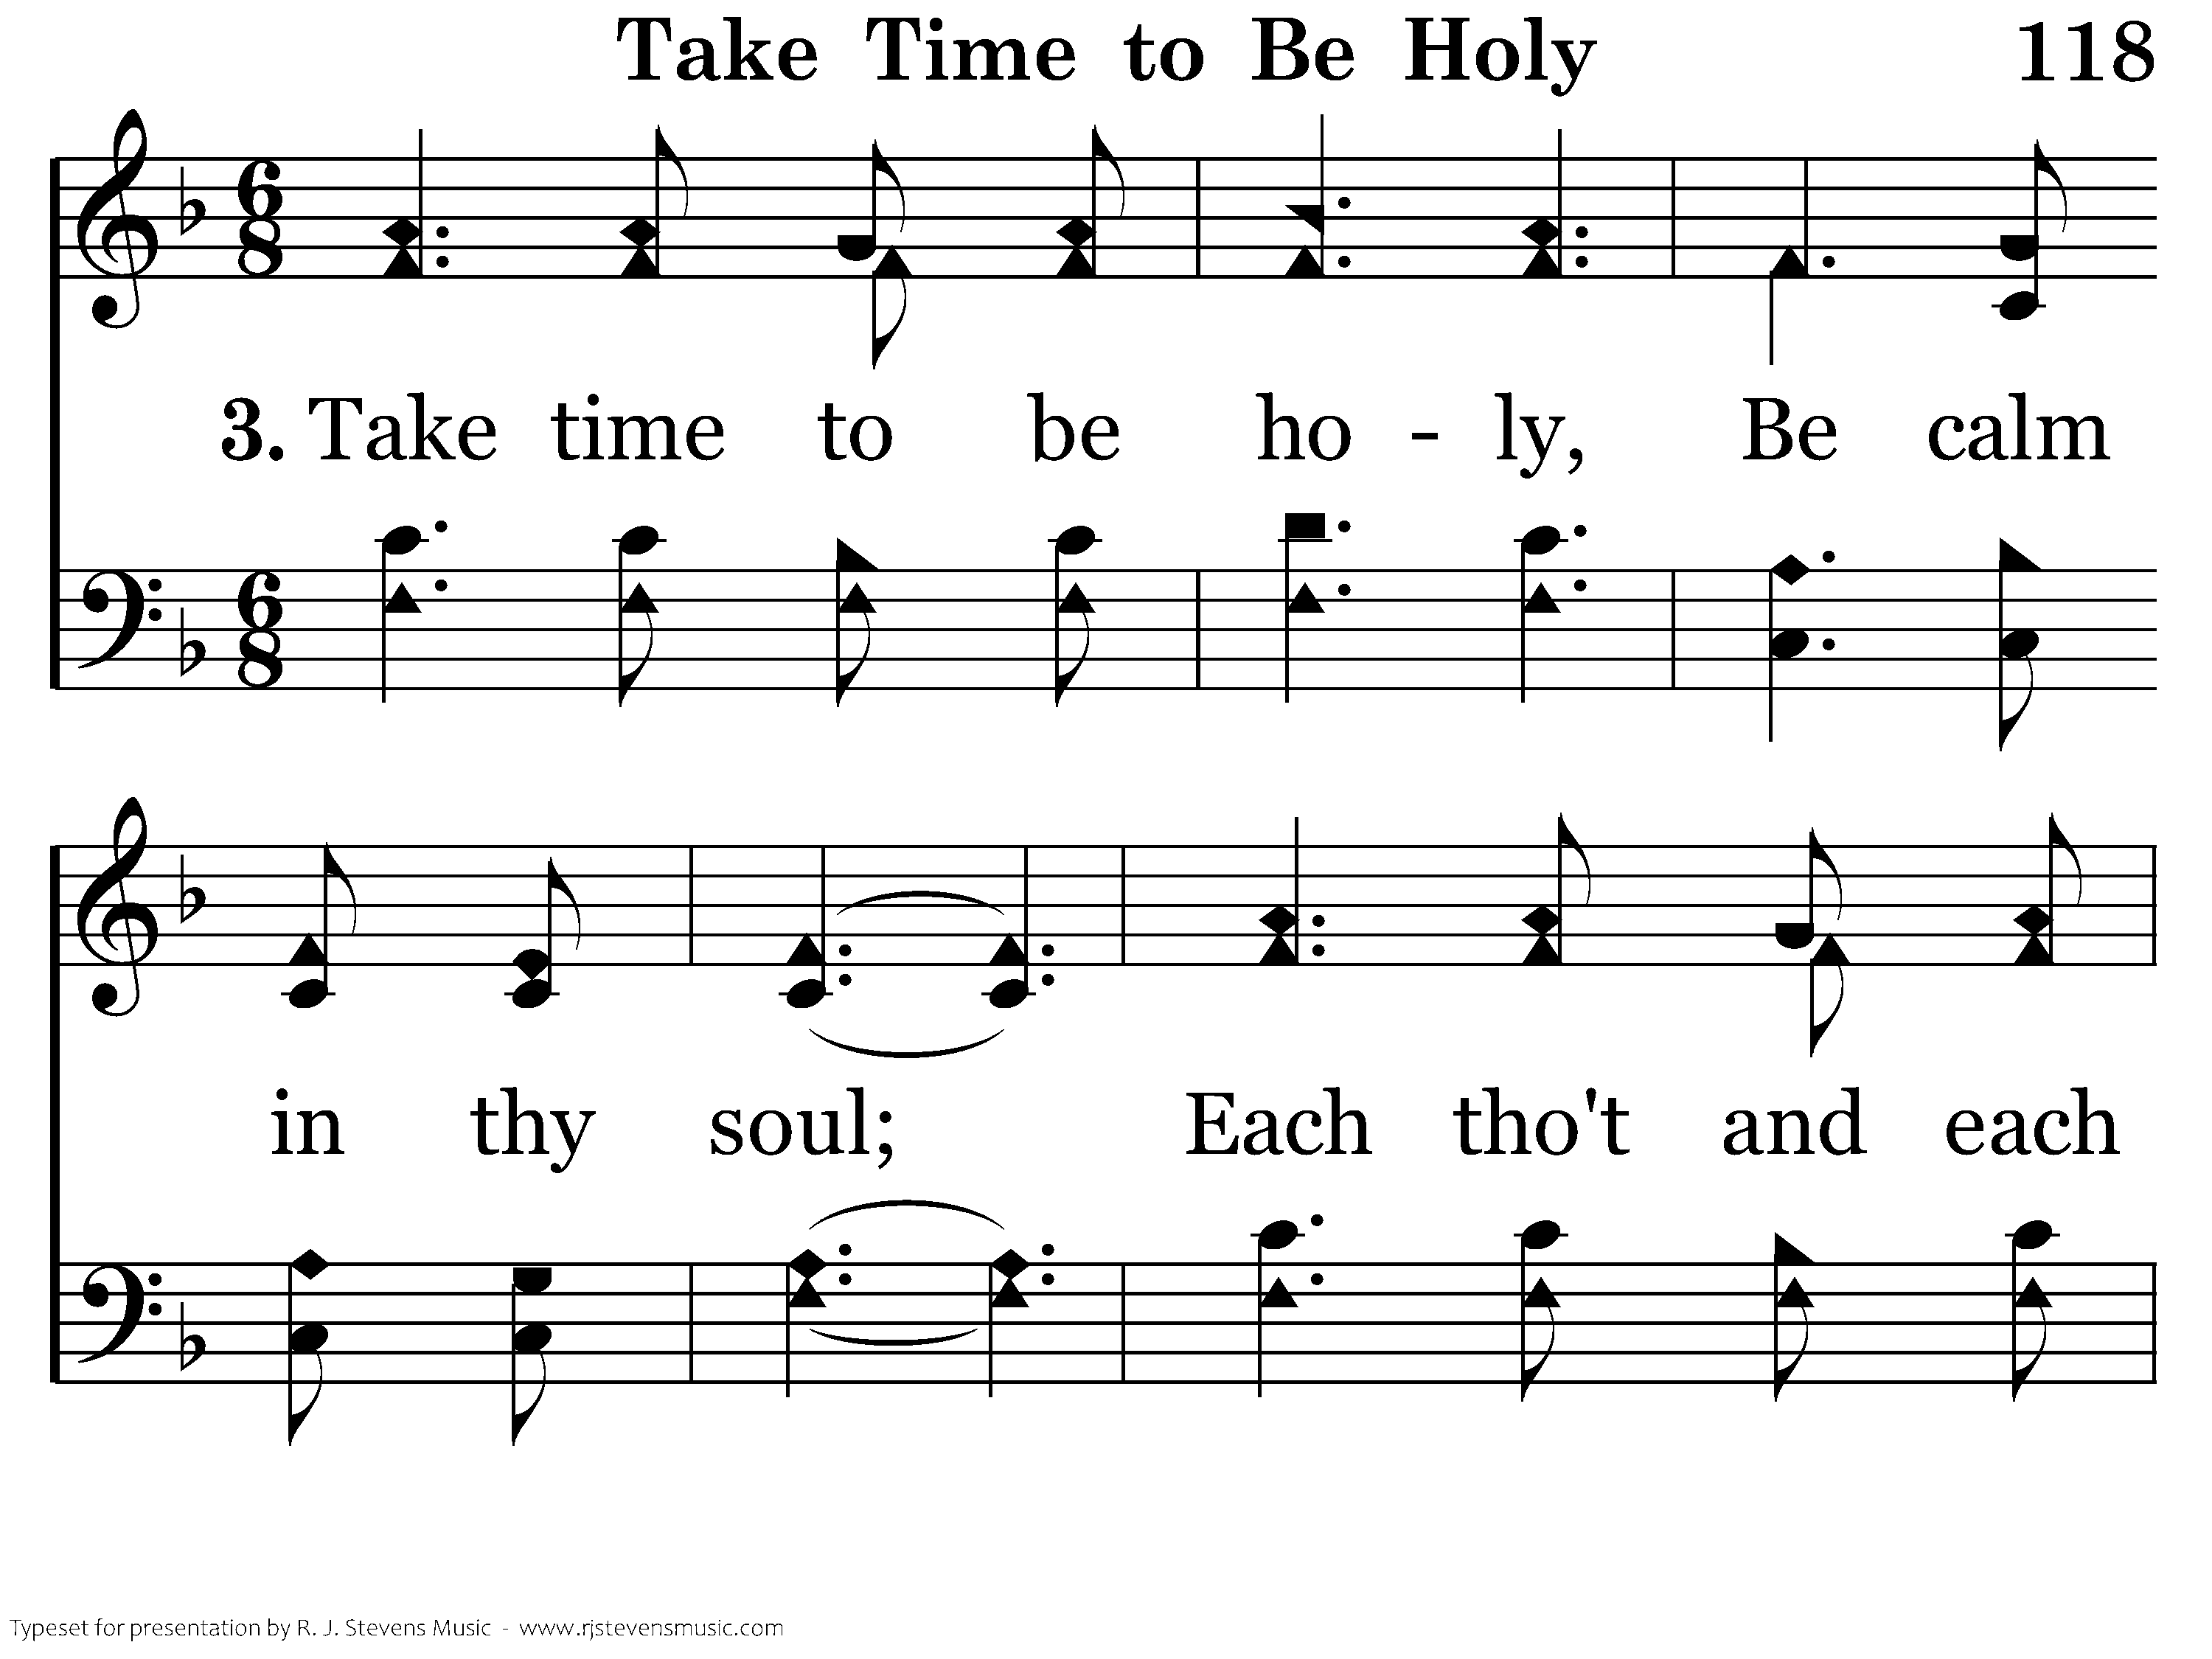 Take Time to Be Holy 118
3. Take time to be ho - ly, Be calm
in thy soul; Each tho't and each
Typeset for presentation by R. J. Stevens Music - www.rjstevensmusic.com